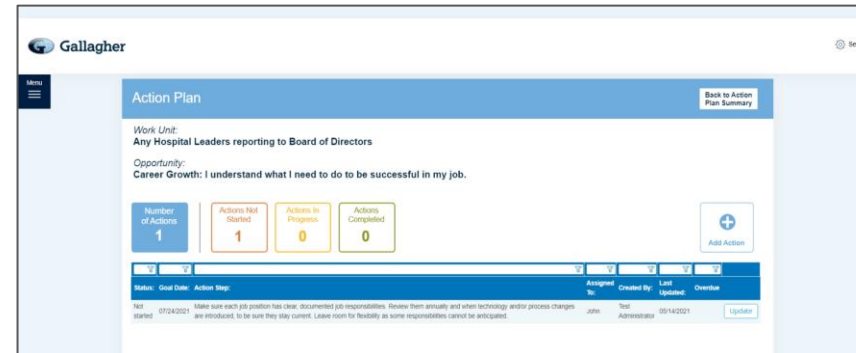 Gallagher
Menu
Action Plan
Back to Action
Plan Summary
Work Unit:
Any Hospital Leaders reporting to Board of Directors
Opportunity:
Career Growth: I understand what I need to do to be successful in my job.
Number
of Actions
1
Actions Not
Started
1
Actions In
Progress
0
Actions
Completed
0
Add Action
Status: Goal Date: Action Step: Assigned To: Created By: Last Updated: Overdue
Not started 07/24/2021 Make sure each job position has clear, documented job responsibilities. Review them annually and when technology and/or process changes
are introduced, to be sure they stay current. Leave room for flexibility as some responsibilities cannot be anticipated. John Test Administrator 05/14/2021 Update